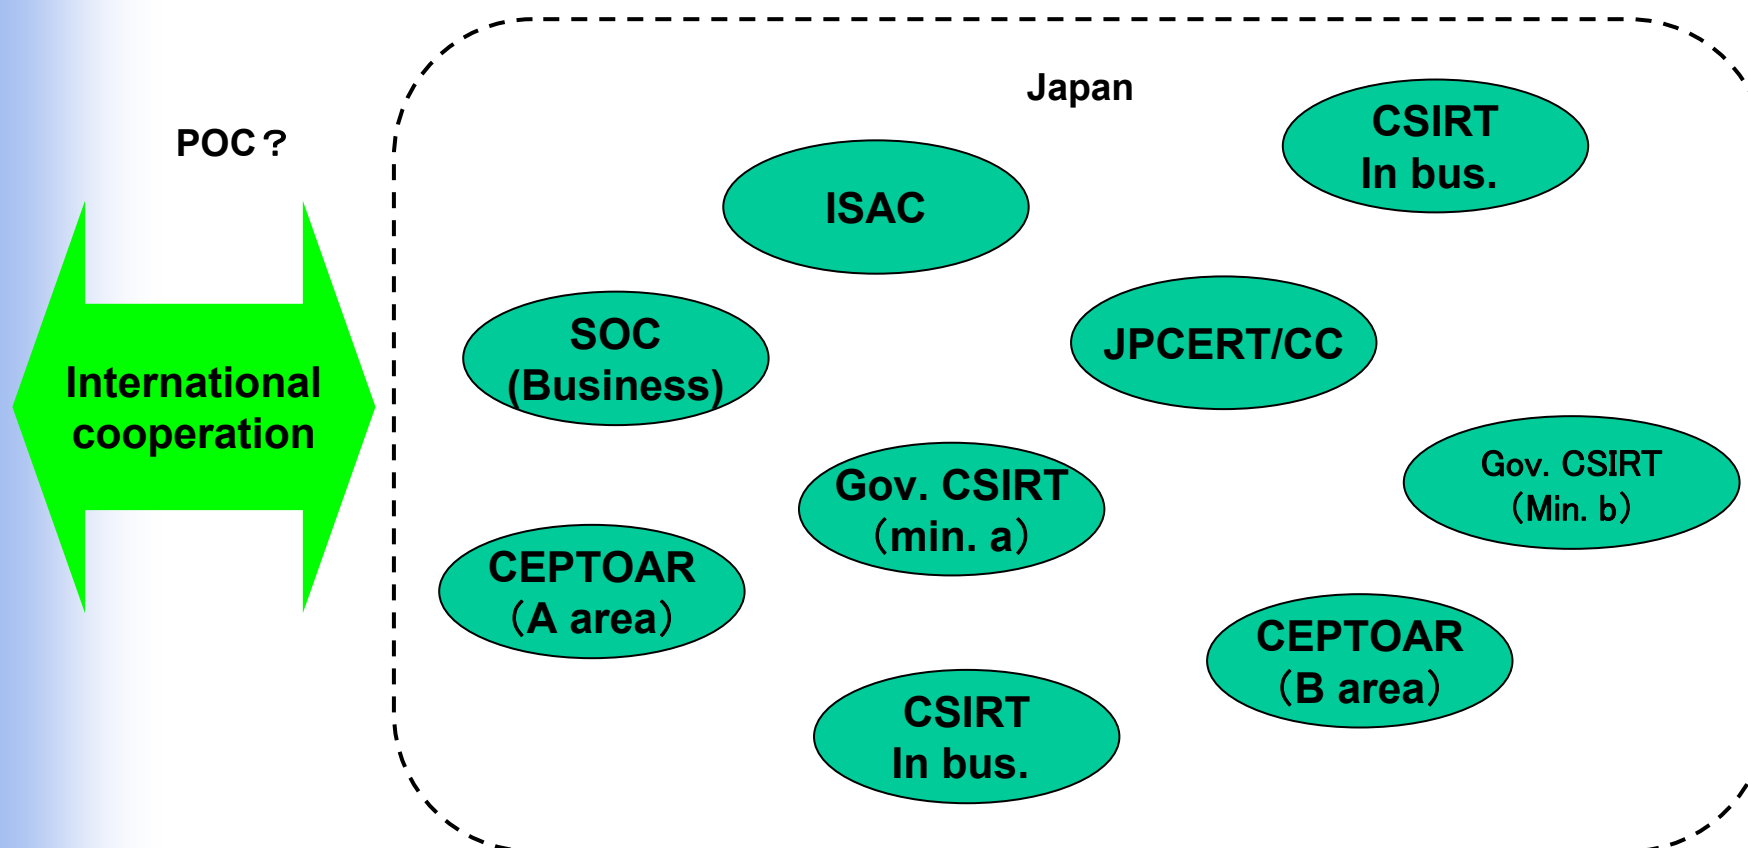 POC？
International
cooperation
Japan
CSIRT
In bus.
ISAC
SOC
(Business)
JPCERT/CC
Gov. CSIRT
（min. a）
Gov. CSIRT
（Min. b）
CEPTOAR
（A area）
CEPTOAR
（B area）
CSIRT
In bus.